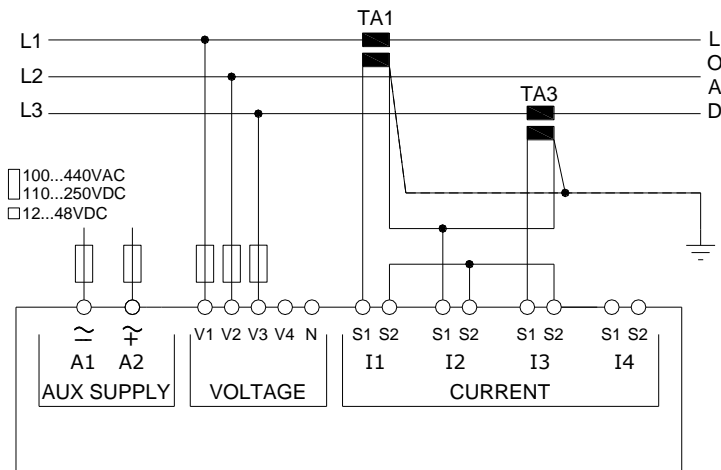 TA1
L1
L2
L3
TA3
L
O
A
D
100...440VAC
110...250VDC
12...48VDC
V1 V2 V3 V4 N
S1 S2 S1 S2 S1 S2 S1 S2
A1 A2
I1 I2 I3 I4
AUX SUPPLY VOLTAGE CURRENT